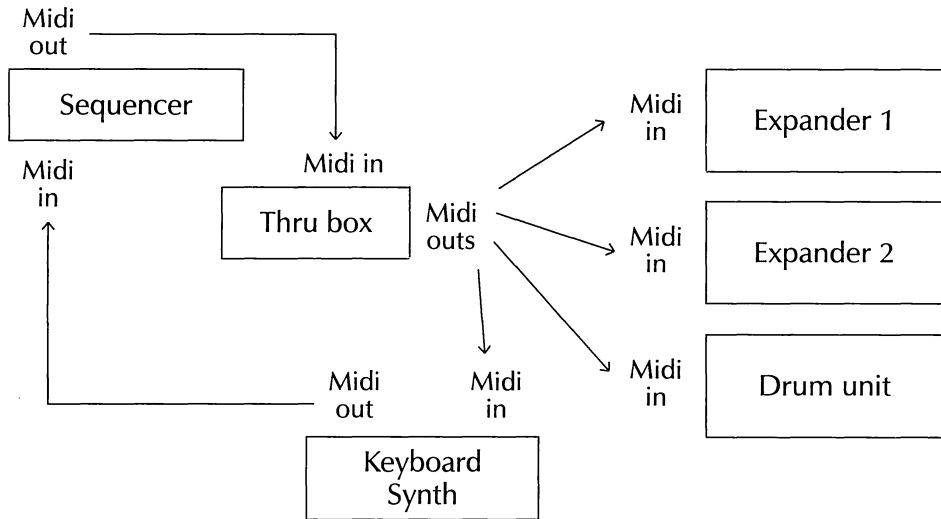 Midi
out
Sequencer
Midi
in
Midi in
Thru box
Midi
outs
Midi
in
Expander 1
Midi
in
Expander 2
Midi
in
Drum unit
Midi
out
Midi
in
Keyboard
Synth